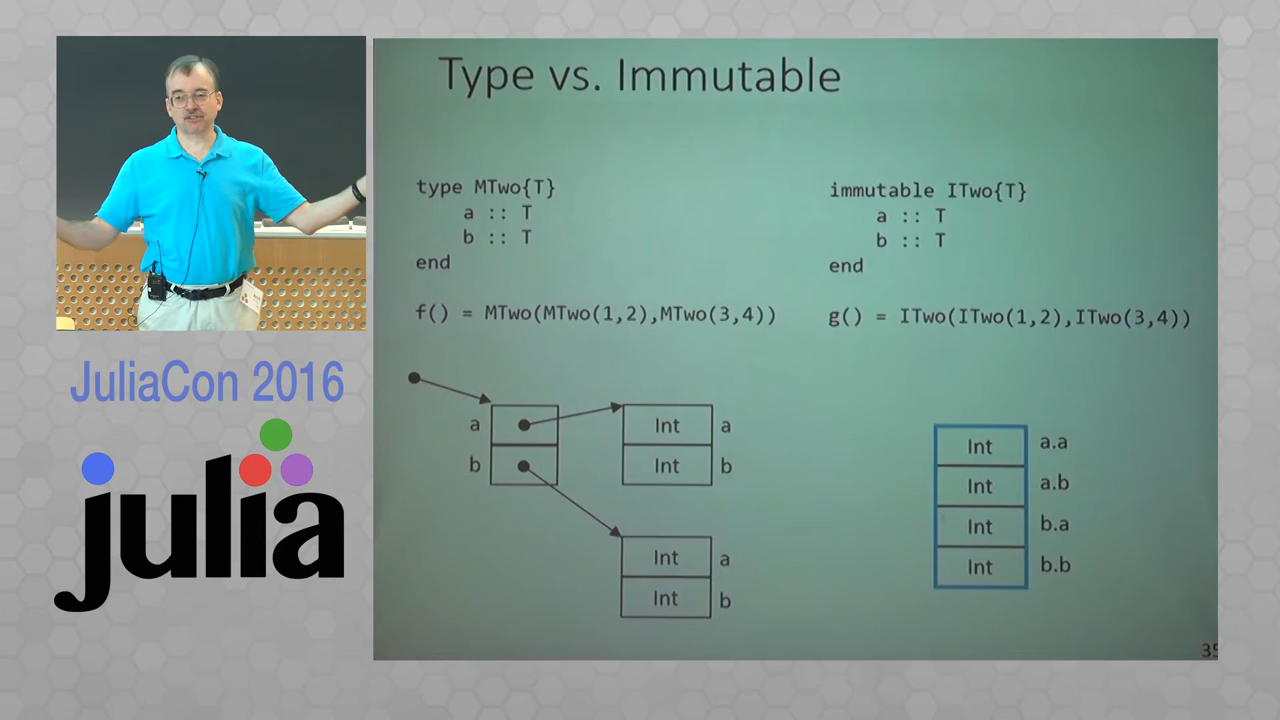 Type vs. Immutable
type MTwo{T}
a :: T
b :: T
end
f() = MTwo(MTwo(1,2),MTwo(3,4))
immutable ITwo{T}
a :: T
b :: T
end
g() = ITwo(ITwo(1,2),ITwo(3,4))
a
b
Int a
Int b
Int a
Int b
Int a.a
Int a.b
Int b.a
Int b.b
35
JuliaCon 2016
julia